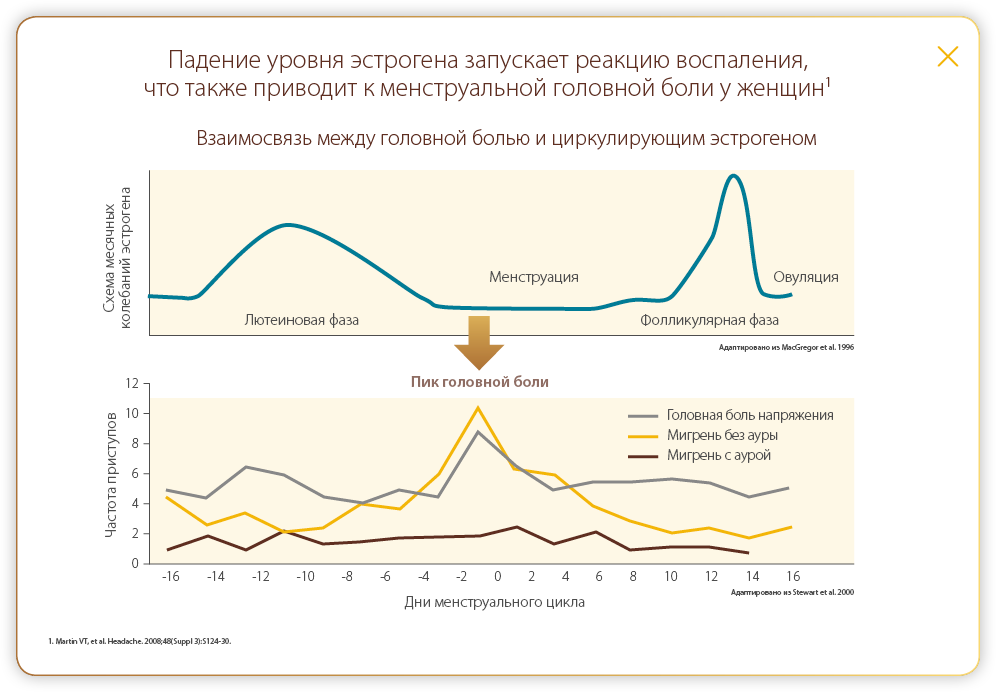 Падение уровня эстрогена запускает реакцию воспаления,
что также приводит к менструальной головной боли у женщин¹
Взаимосвязь между головной болью и циркулирующим эстрогеном
Схема месячных
колебаний эстрогена
Менструация
Овуляция
Лютеиновая фаза
Фолликулярная фаза
Адаптировано из MacGregor et al. 1996
Пик головной боли
Частота приступов
12
10
8
6
4
2
0
Головная боль напряжения
Мигрень без ауры
Мигрень с аурой
-16 -14 -12 -10 -8 -6 -4 -2 0 2 4 6 8 10 12 14 16
Адаптировано из Stewart et al. 2000
Дни менструального цикла
1. Martin VT, et al. Headache. 2008;48(Suppl 3):S124-30.